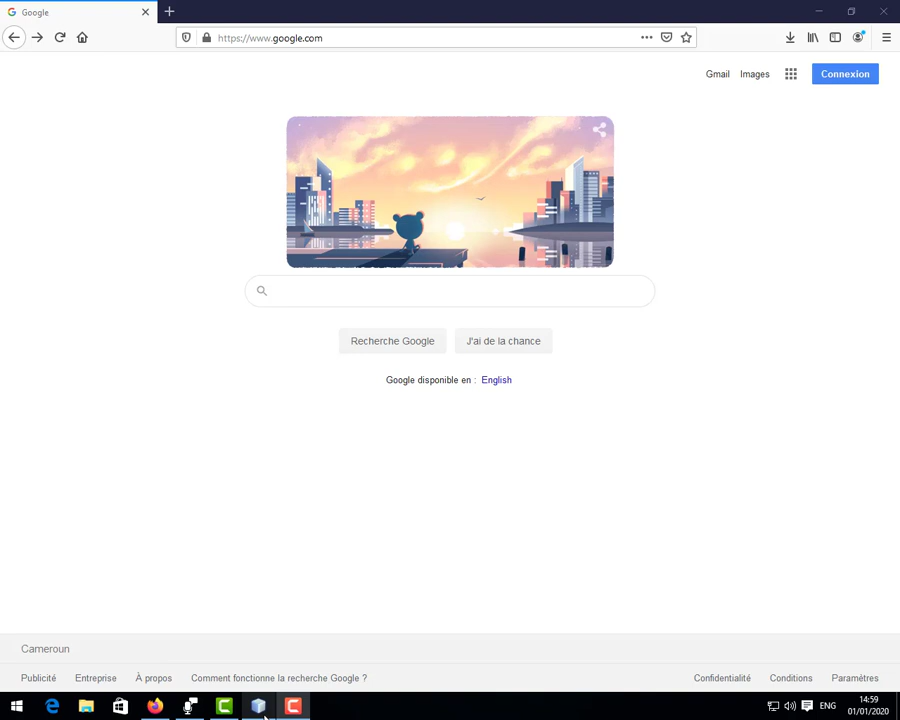 Google
https://www.google.com
Gmail Images Connexion
Recherche Google J'ai de la chance
Google disponible en : English
Cameroun
Publicité Entreprise À propos Comment fonctionne la recherche Google ? Confidentialité Conditions Paramètres
ENG 14:59
01/01/2020